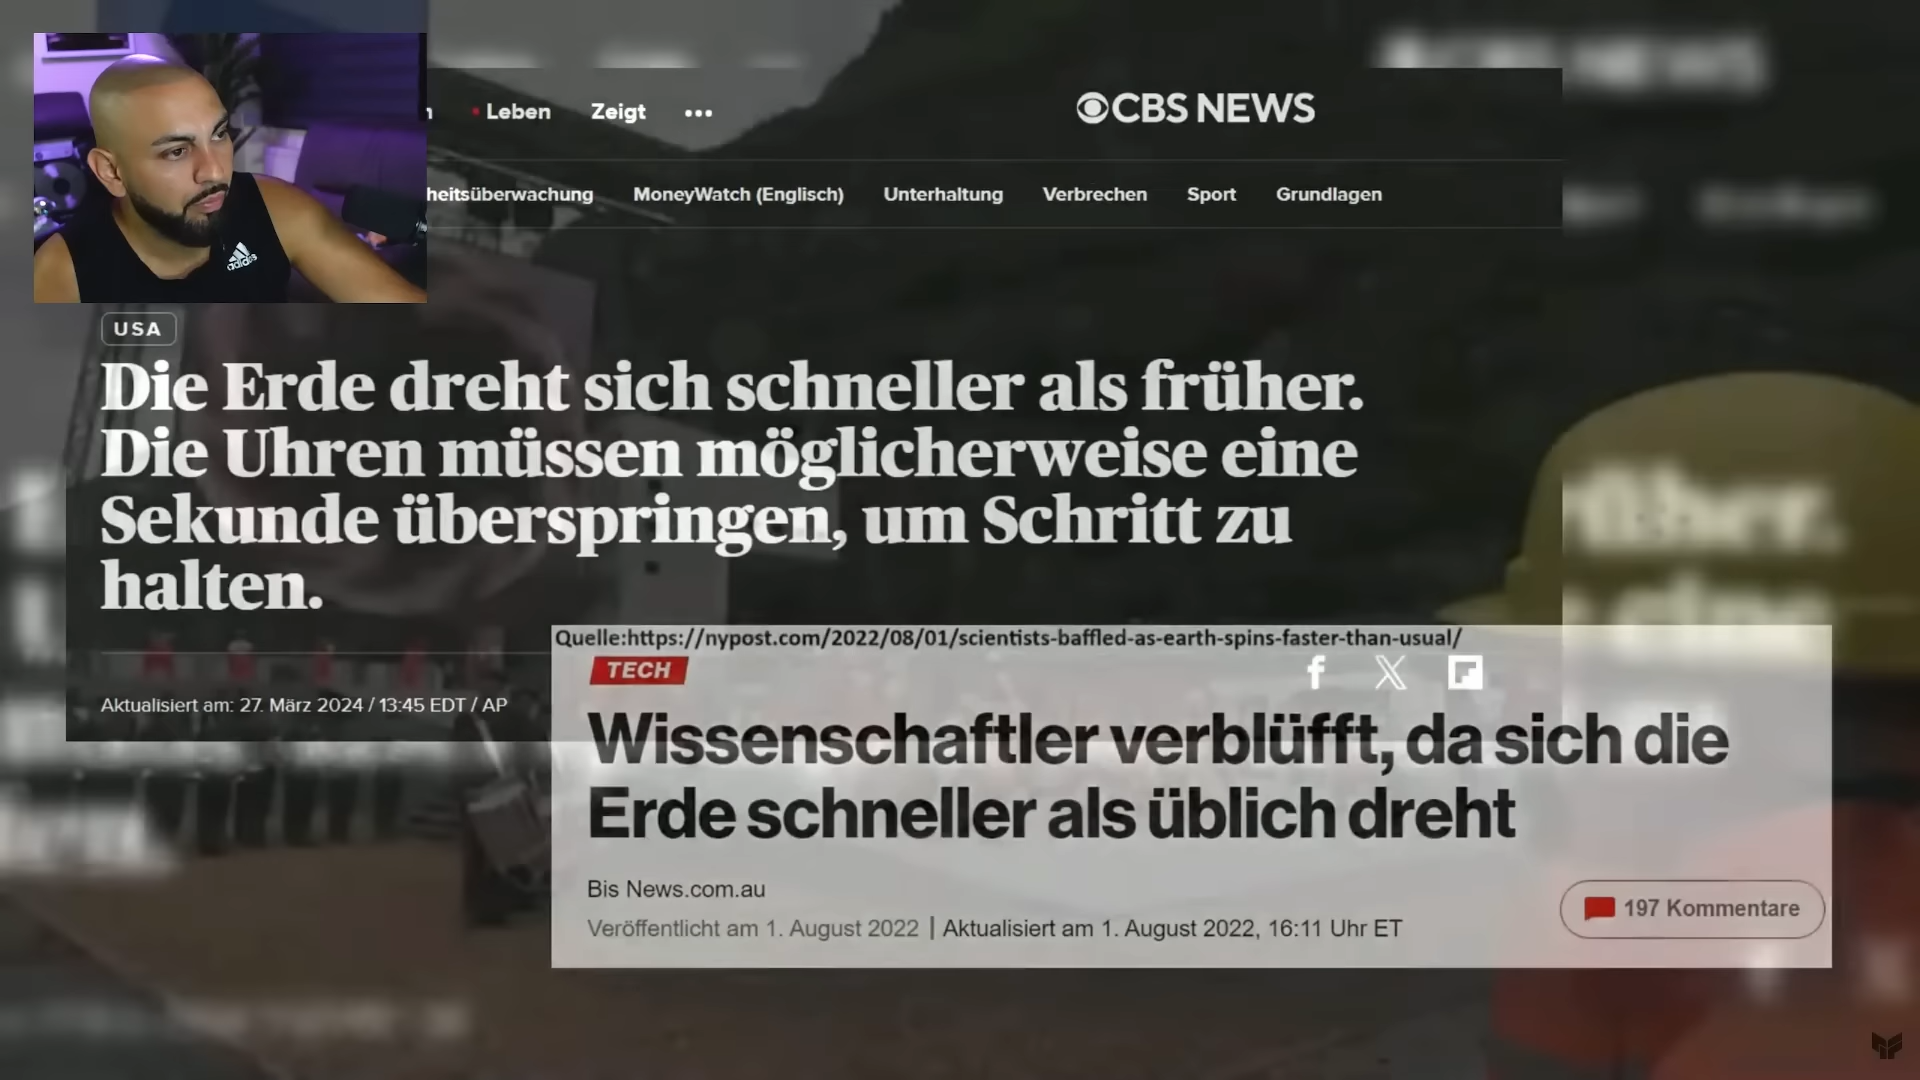 Leben Zeigt
CBS NEWS
heitsüberwachung MoneyWatch (Englisch) Unterhaltung Verbrechen Sport Grundlagen
adidas
USA
Die Erde dreht sich schneller als früher.
Die Uhren müssen möglicherweise eine
Sekunde überspringen, um Schritt zu
halten.
Aktualisiert am: 27. März 2024 / 13:45 EDT / AP
Quelle:https://nypost.com/2022/08/01/scientists-baffled-as-earth-spins-faster-than-usual/
TECH
Wissenschaftler verblüfft, da sich die
Erde schneller als üblich dreht
Bis News.com.au
Veröffentlicht am 1. August 2022 | Aktualisiert am 1. August 2022, 16:11 Uhr ET
197 Kommentare